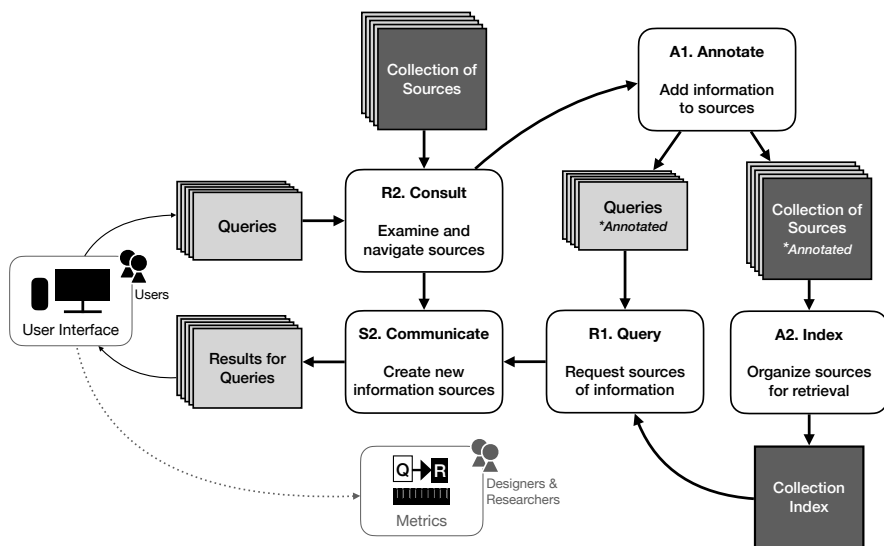 Collection of
Sources
A1. Annotate
Add information
to sources
R2. Consult
Examine and
navigate sources
Queries
Queries
*Annotated
Collection of
Sources
*Annotated
Users
User Interface
S2. Communicate
Create new
information sources
Results for
Queries
R1. Query
Request sources
of information
A2. Index
Organize sources
for retrieval
Q
R
Designers &
Researchers
Metrics
Collection
Index